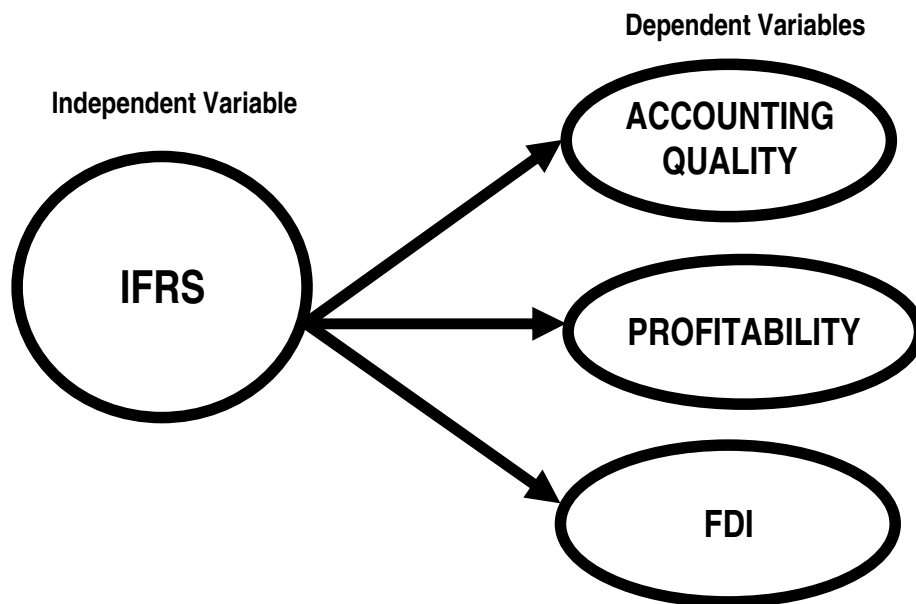 Dependent Variables
Independent Variable
ACCOUNTING
QUALITY
IFRS
PROFITABILITY
FDI